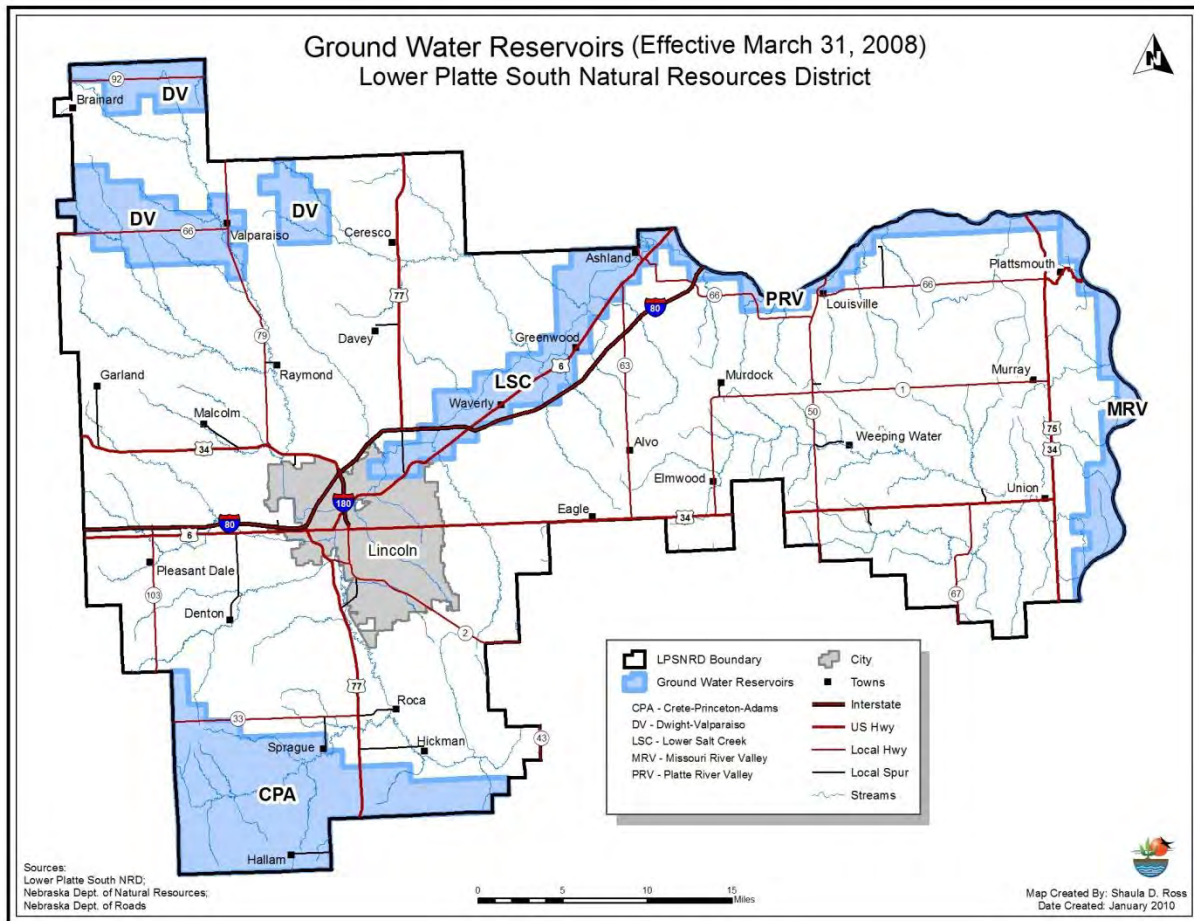 Ground Water Reservoirs (Effective March 31, 2008)
Lower Platte South Natural Resources District
N
92
DV
Brainard
DV
DV
66
Valparaiso
Ceresco
77
Ashland
PRV
66
80
Louisville
66
Plattsmouth
79
Davey
Greenwood
6
63
Raymond
Garland
LSC
Waverly
Murdock
1
Murray
MRV
Malcolm
34
50
75
34
Weeping Water
Alvo
Elmwood
180
Union
Eagle
34
80
6
Lincoln
Pleasant Dale
103
Denton
2
67
77
Roca
33
Sprague
Hickman
43
CPA
Hallam
LPSNRD Boundary
Ground Water Reservoirs
CPA - Crete-Princeton-Adams
DV - Dwight-Valparaiso
LSC - Lower Salt Creek
MRV - Missouri River Valley
PRV - Platte River Valley
City
Towns
Interstate
US Hwy
Local Hwy
Local Spur
Streams
Sources:
Lower Platte South NRD;
Nebraska Dept. of Natural Resources;
Nebraska Dept. of Roads
0 5 10 15
Miles
Map Created By: Shaula D. Ross
Date Created: January 2010